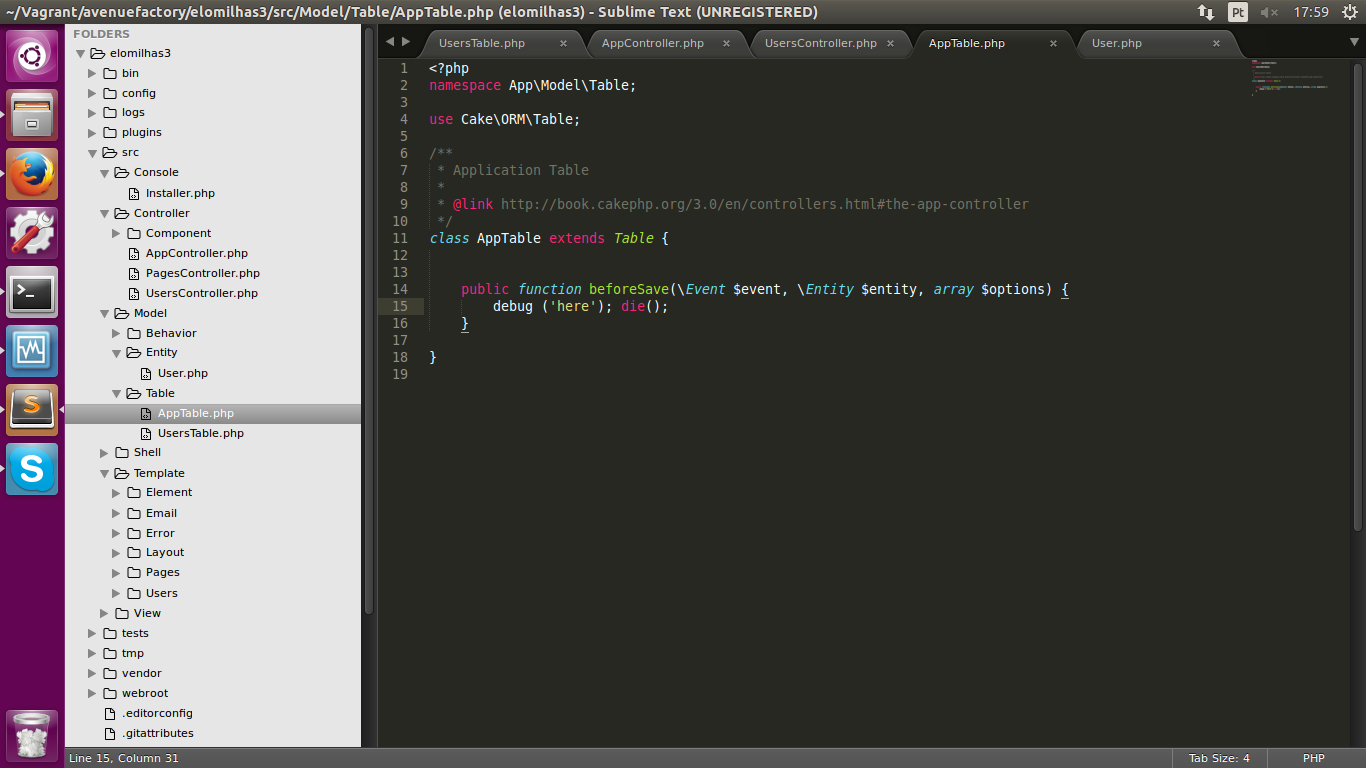 ~/Vagrant/avenuefactory/elomilhas3/src/Model/Table/AppTable.php (elomilhas3) - Sublime Text (UNREGISTERED)
Pt
17:59
FOLDERS
elomilhas3
bin
config
logs
plugins
src
Console
Installer.php
Controller
Component
AppController.php
PagesController.php
UsersController.php
Model
Behavior
Entity
User.php
Table
AppTable.php
UsersTable.php
Shell
Template
Element
Email
Error
Layout
Pages
Users
View
tests
tmp
vendor
webroot
.editorconfig
.gitattributes
UsersTable.php × AppController.php × UsersController.php × AppTable.php × User.php ×
1 <?php
2 namespace App\Model\Table;
3
4 use Cake\ORM\Table;
5
6 /**
7 * Application Table
8 *
9 * @link http://book.cakephp.org/3.0/en/controllers.html#the-app-controller
10 */
11 class AppTable extends Table {
12
13
14 public function beforeSave(\Event $event, \Entity $entity, array $options) {
15 debug ('here'); die();
16 }
17
18 }
19
S
S
Line 15, Column 31
Tab Size: 4
PHP